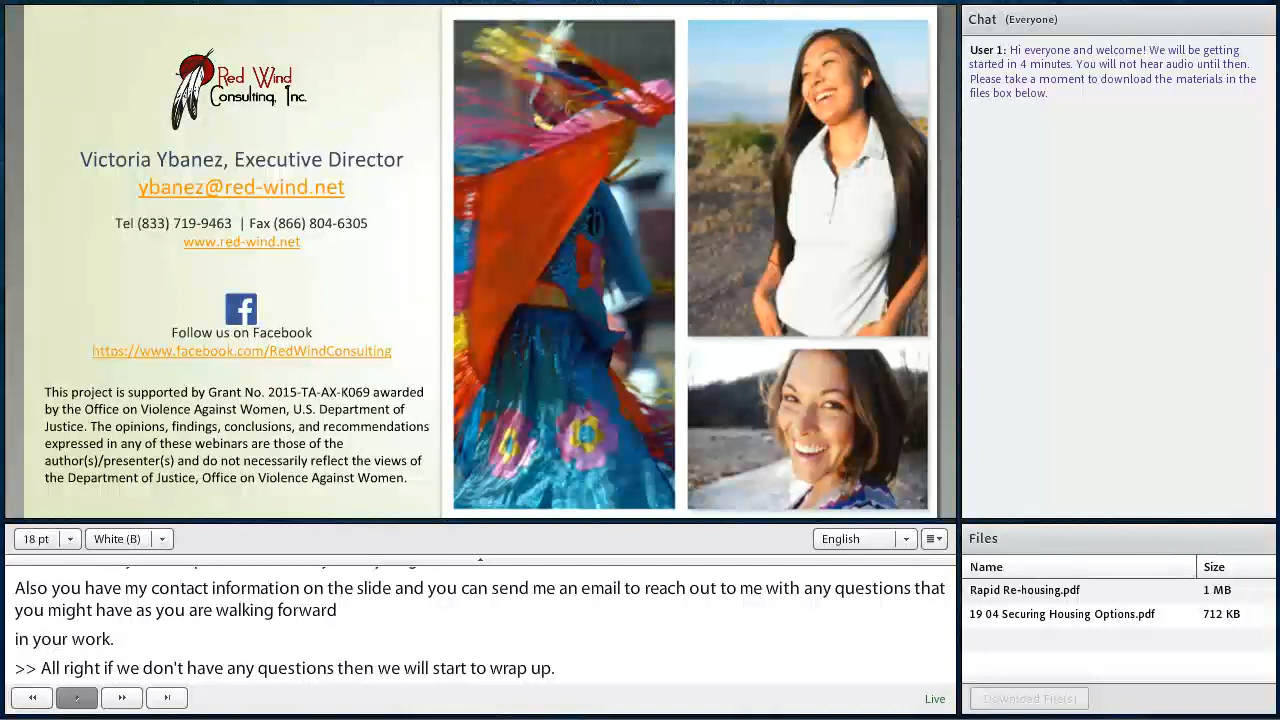 Red Wind
Consulting, Inc.
Victoria Ybanez, Executive Director
ybanez@red-wind.net
Tel (833) 719-9463 | Fax (866) 804-6305
www.red-wind.net
Follow us on Facebook
https://www.facebook.com/RedWindConsulting
This project is supported by Grant No. 2015-TA-AX-K069 awarded
by the Office on Violence Against Women, U.S. Department of
Justice. The opinions, findings, conclusions, and recommendations
expressed in any of these webinars are those of the
author(s)/presenter(s) and do not necessarily reflect the views of
the Department of Justice, Office on Violence Against Women.
18 pt
White (B)
English
Also you have my contact information on the slide and you can send me an email to reach out to me with any questions that
you might have as you are walking forward
in your work.
>> All right if we don't have any questions then we will start to wrap up.
Live
Chat (Everyone)
User 1: Hi everyone and welcome! We will be getting
started in 4 minutes. You will not hear audio until then.
Please take a moment to download the materials in the
files box below.
Files
Name Size
Rapid Re-housing.pdf 1 MB
19 04 Securing Housing Options.pdf 712 KB
Download File(s)